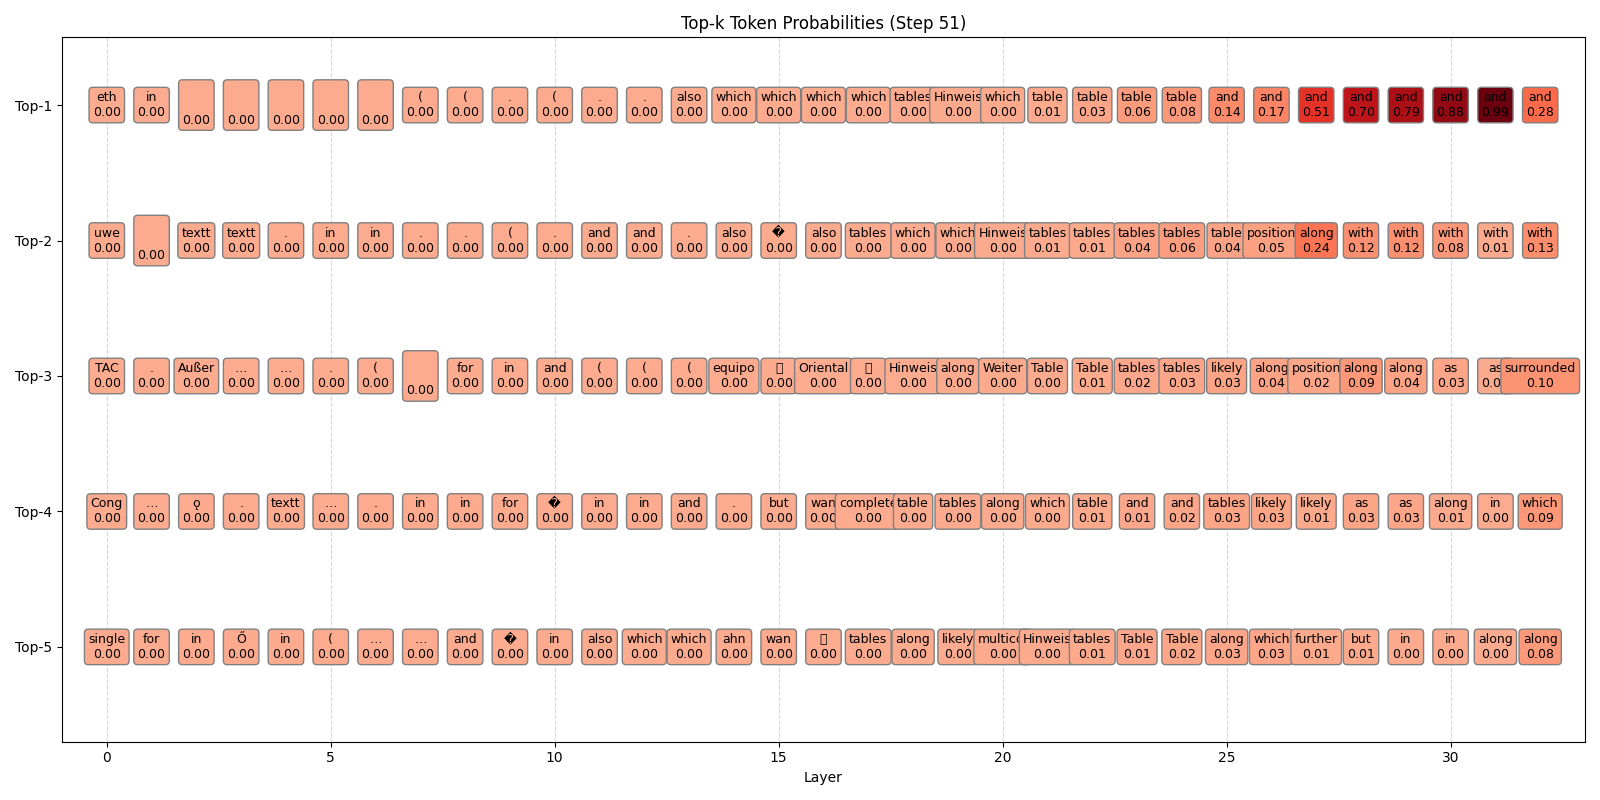 Top-k Token Probabilities (Step 51)
Top-1
eth in ( ( . ( . . also which which which which tables Hinweis which table table table table and and and and and and and and
0.00 0.00 0.00 0.00 0.00 0.00 0.00 0.00 0.00 0.00 0.00 0.00 0.00 0.00 0.00 0.00 0.00 0.00 0.00 0.00 0.00 0.01 0.03 0.06 0.08 0.14 0.17 0.51 0.70 0.79 0.88 0.99 0.28
Top-2
uwe textt textt . in in . . ( . and and . also � also tables which which Hinweis tables tables tables tables table position along with with with with with
0.00 0.00 0.00 0.00 0.00 0.00 0.00 0.00 0.00 0.00 0.00 0.00 0.00 0.00 0.00 0.00 0.00 0.00 0.00 0.00 0.00 0.01 0.01 0.04 0.06 0.04 0.05 0.24 0.12 0.12 0.08 0.01 0.13
Top-3
TAC . Außer ... ... . ( for in and ( ( ( equipo Oriental Hinweis along Weiter Table Table tables tables likely along position along along as as surrounded
0.00 0.00 0.00 0.00 0.00 0.00 0.00 0.00 0.00 0.00 0.00 0.00 0.00 0.00 0.00 0.00 0.00 0.00 0.00 0.00 0.00 0.00 0.01 0.02 0.03 0.03 0.04 0.02 0.09 0.04 0.03 0.0 0.10
Top-4
Cong ... ǫ . textt ... . in in for � in in and . but wan complete table tables along which table and and tables likely likely as as along in which
0.00 0.00 0.00 0.00 0.00 0.00 0.00 0.00 0.00 0.00 0.00 0.00 0.00 0.00 0.00 0.00 0.00 0.00 0.00 0.00 0.00 0.00 0.01 0.01 0.02 0.03 0.03 0.01 0.03 0.03 0.01 0.00 0.09
Top-5
single for in Ő in ( ... ... and � in also which which ahn wan tables along likely multico Hinweis tables Table Table along which further but in in along along
0.00 0.00 0.00 0.00 0.00 0.00 0.00 0.00 0.00 0.00 0.00 0.00 0.00 0.00 0.00 0.00 0.00 0.00 0.00 0.00 0.00 0.00 0.01 0.01 0.02 0.03 0.03 0.01 0.01 0.00 0.00 0.00 0.08
0 5 10 15 20 25 30
Layer